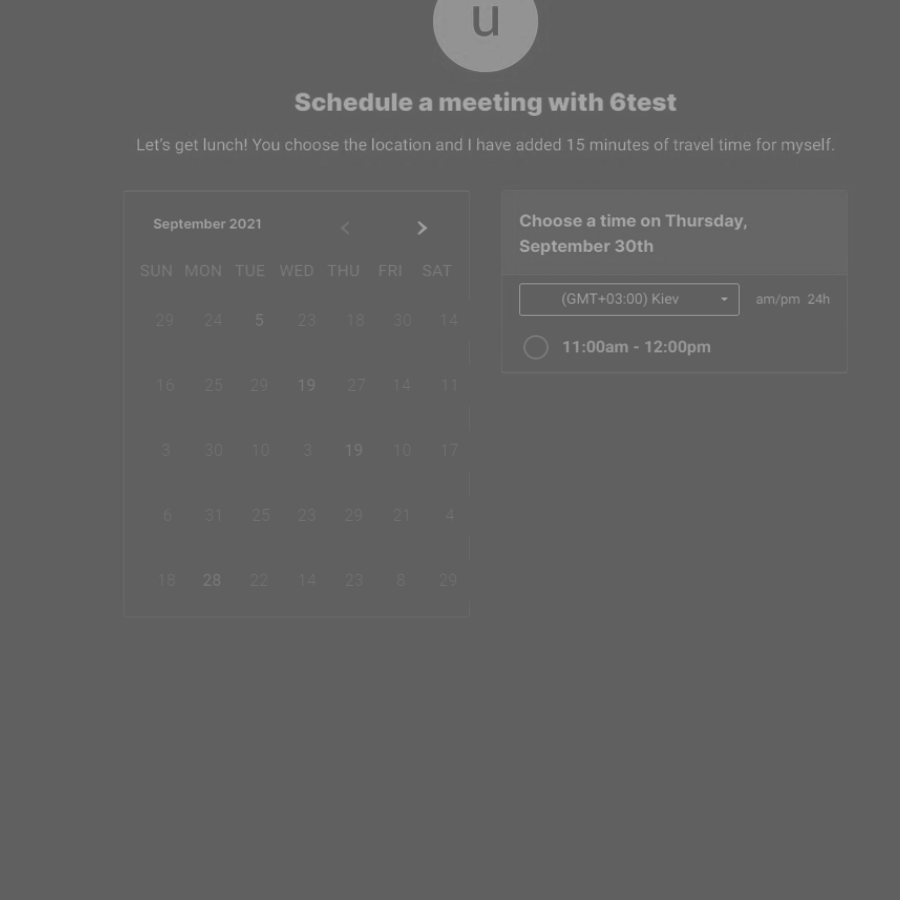 u
Schedule a meeting with 6test
Let's get lunch! You choose the location and I have added 15 minutes of travel time for myself.
September 2021
SUN MON TUE WED THU FRI SAT
29 24 5 23 18 30 14
16 25 29 19 27 14 11
3 30 10 3 19 10 17
6 31 25 23 29 21 4
18 28 22 14 23 8 29
Choose a time on Thursday,
September 30th
(GMT+03:00) Kiev
am/pm 24h
11:00am - 12:00pm